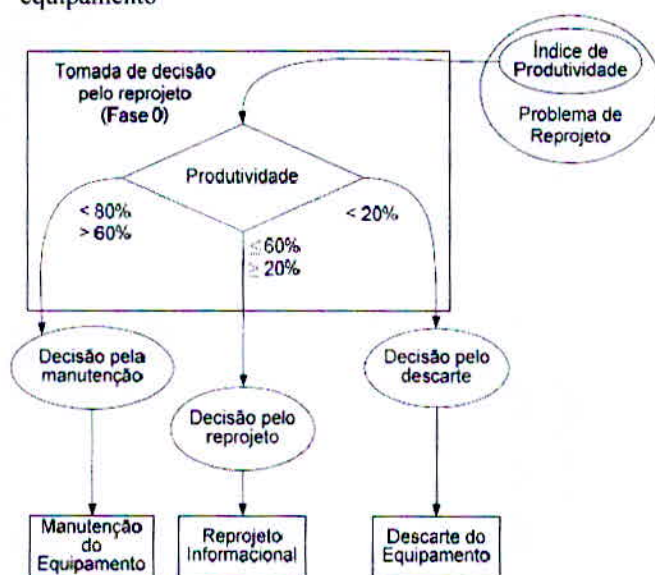 equipamento
Tomada de decisão
pelo reprojeto
(Fase 0)
Índice de
Produtividade
Problema de
Reprojeto
Produtividade
< 80%
> 60%
≤ 60%
≥ 20%
< 20%
Decisão pela
manutenção
Decisão pelo
reprojeto
Decisão pelo
descarte
Manutenção
do
Equipamento
Reprojeto
Informacional
Descarte do
Equipamento